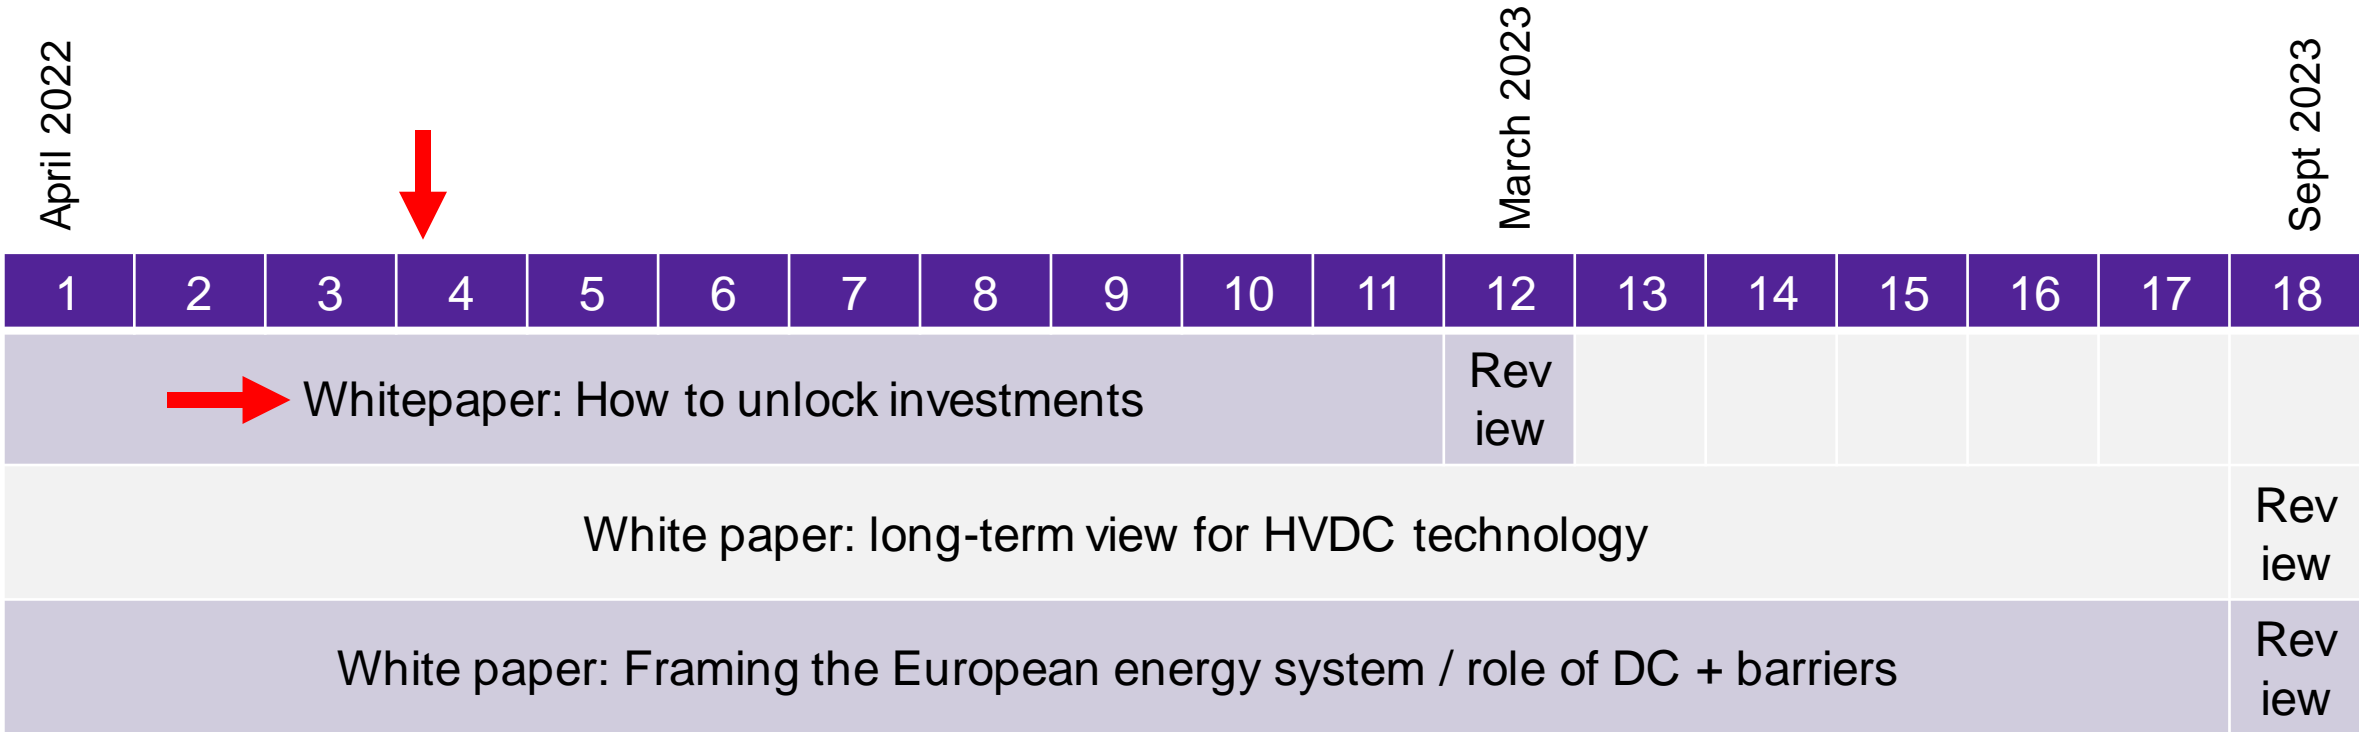 April 2022
March 2023
Sept 2023
1 2 3 4 5 6 7 8 9 10 11 12 13 14 15 16 17 18
Whitepaper: How to unlock investments
Rev
iew
White paper: long-term view for HVDC technology
Rev
iew
White paper: Framing the European energy system / role of DC + barriers
Rev
iew